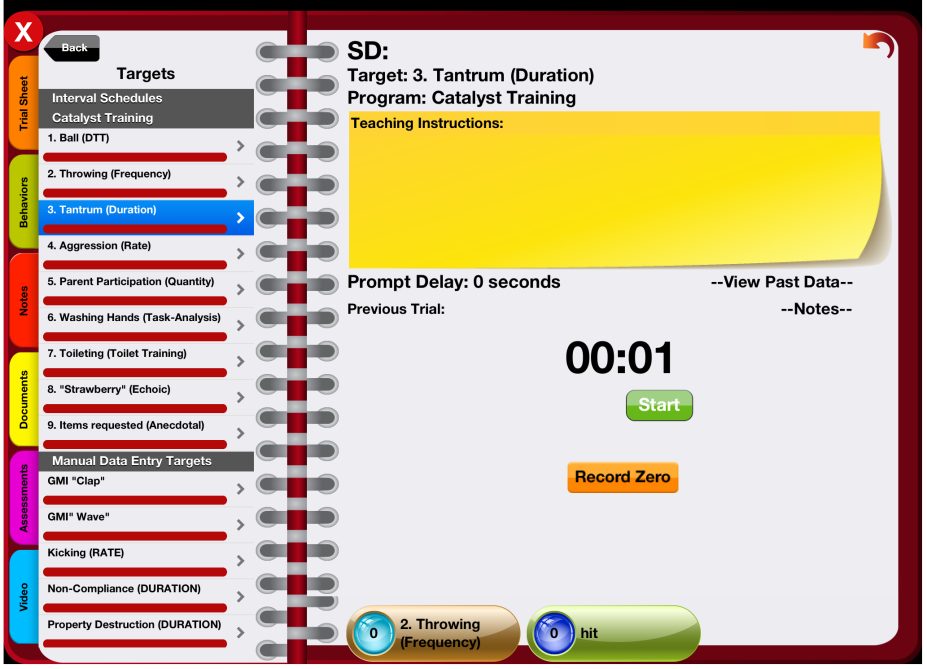 X
Back
Targets
Interval Schedules
Catalyst Training
1. Ball (DTT)
2. Throwing (Frequency)
3. Tantrum (Duration)
4. Aggression (Rate)
5. Parent Participation (Quantity)
6. Washing Hands (Task-Analysis)
7. Toileting (Toilet Training)
8. "Strawberry" (Echoic)
9. Items requested (Anecdotal)
Manual Data Entry Targets
GMI "Clap"
GMI" Wave"
Kicking (RATE)
Non-Compliance (DURATION)
Property Destruction (DURATION)
Trial Sheet
Behaviors
Notes
Documents
Assessments
Video
SD:
Target: 3. Tantrum (Duration)
Program: Catalyst Training
Teaching Instructions:
Prompt Delay: 0 seconds
--View Past Data--
Previous Trial:
--Notes--
00:01
Start
Record Zero
0
2. Throwing
(Frequency)
0
hit